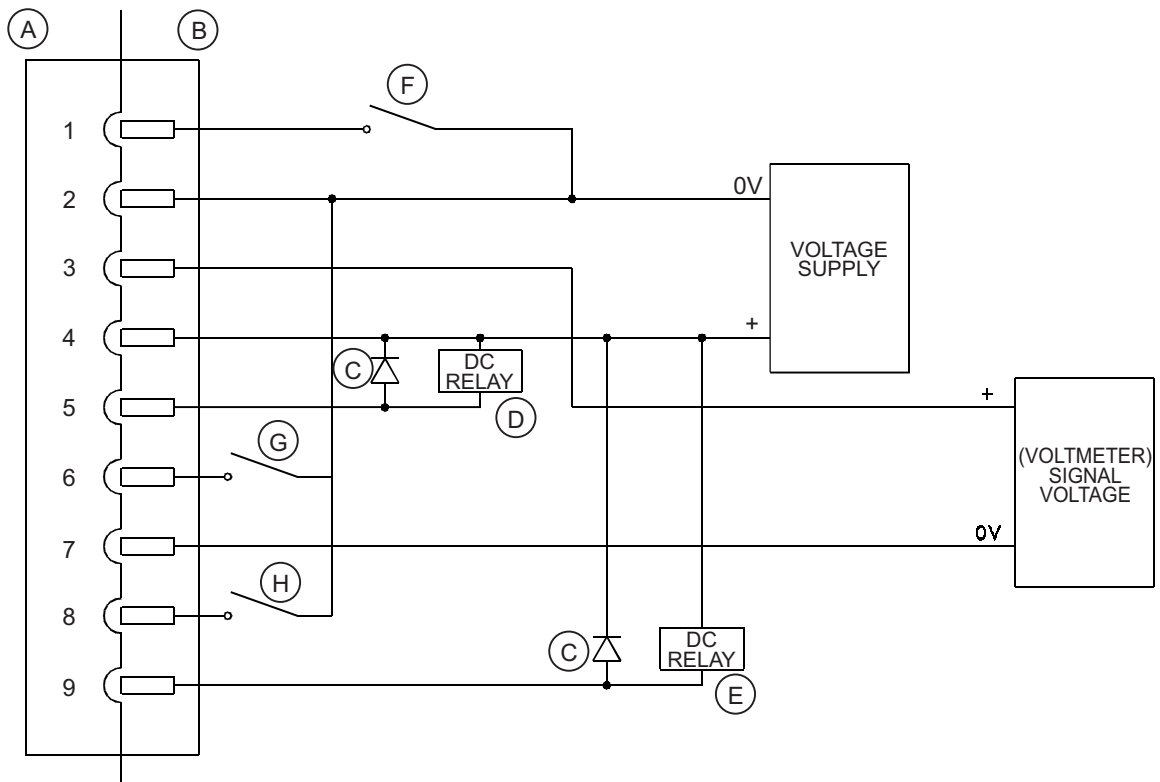 A
B
F
1
2
0V
VOLTAGE
SUPPLY
3
4
+
C
DC
RELAY
D
5
+
G
6
(VOLTMETER)
SIGNAL
VOLTAGE
7
0V
H
8
C
DC
RELAY
E
9